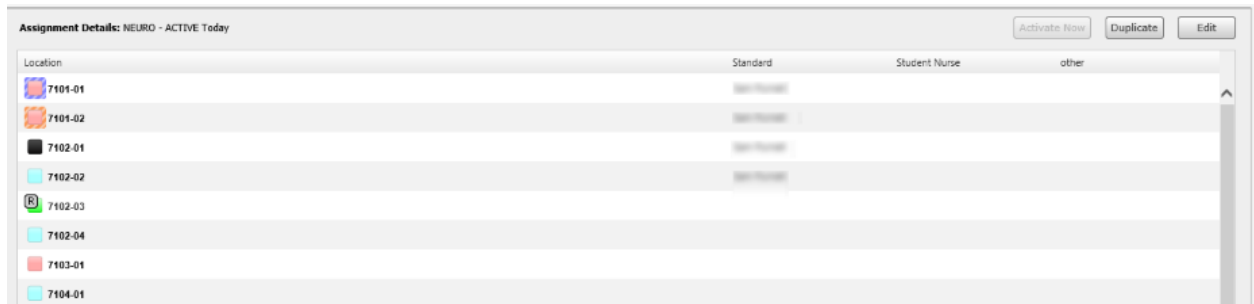 Assignment Details: NEURO - ACTIVE Today Activate Now Duplicate Edit
Location Standard Student Nurse other
7101-01
7101-02
7102-01
7102-02
R 7102-03
7102-04
7103-01
7104-01